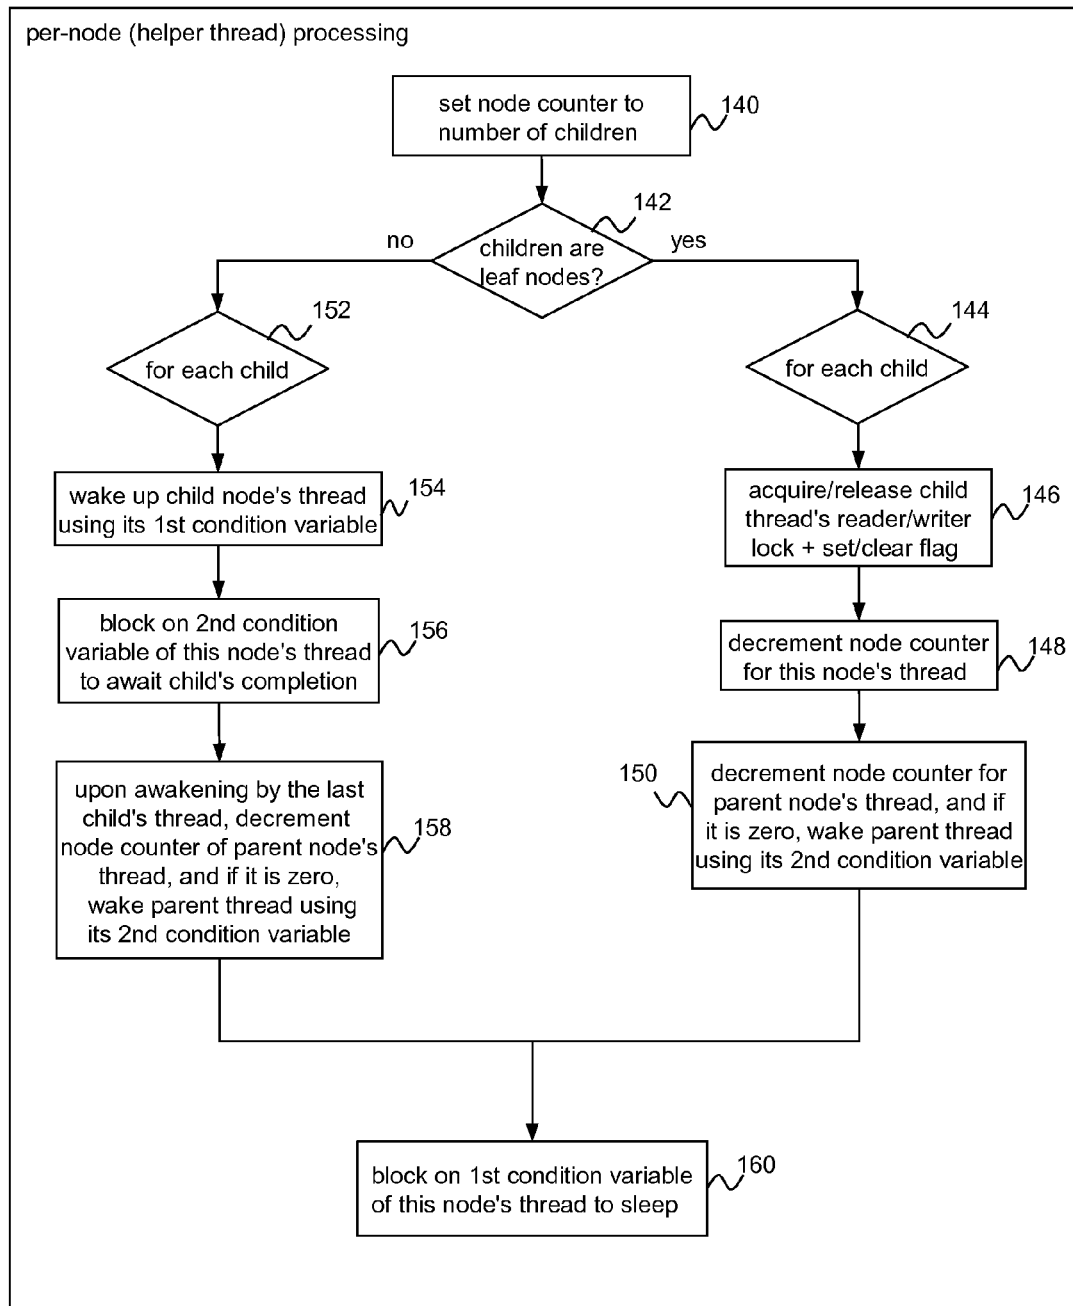 per-node (helper thread) processing
set node counter to
number of children
140
142
no
children are
leaf nodes?
yes
152
for each child
144
for each child
wake up child node's thread
using its 1st condition variable
154
acquire/release child
thread's reader/writer
lock + set/clear flag
146
block on 2nd condition
variable of this node's thread
to await child's completion
156
decrement node counter
for this node's thread
148
upon awakening by the last
child's thread, decrement
node counter of parent node's
thread, and if it is zero,
wake parent thread using
its 2nd condition variable
158
150
decrement node counter for
parent node's thread, and if
it is zero, wake parent thread
using its 2nd condition variable
block on 1st condition variable
of this node's thread to sleep
160